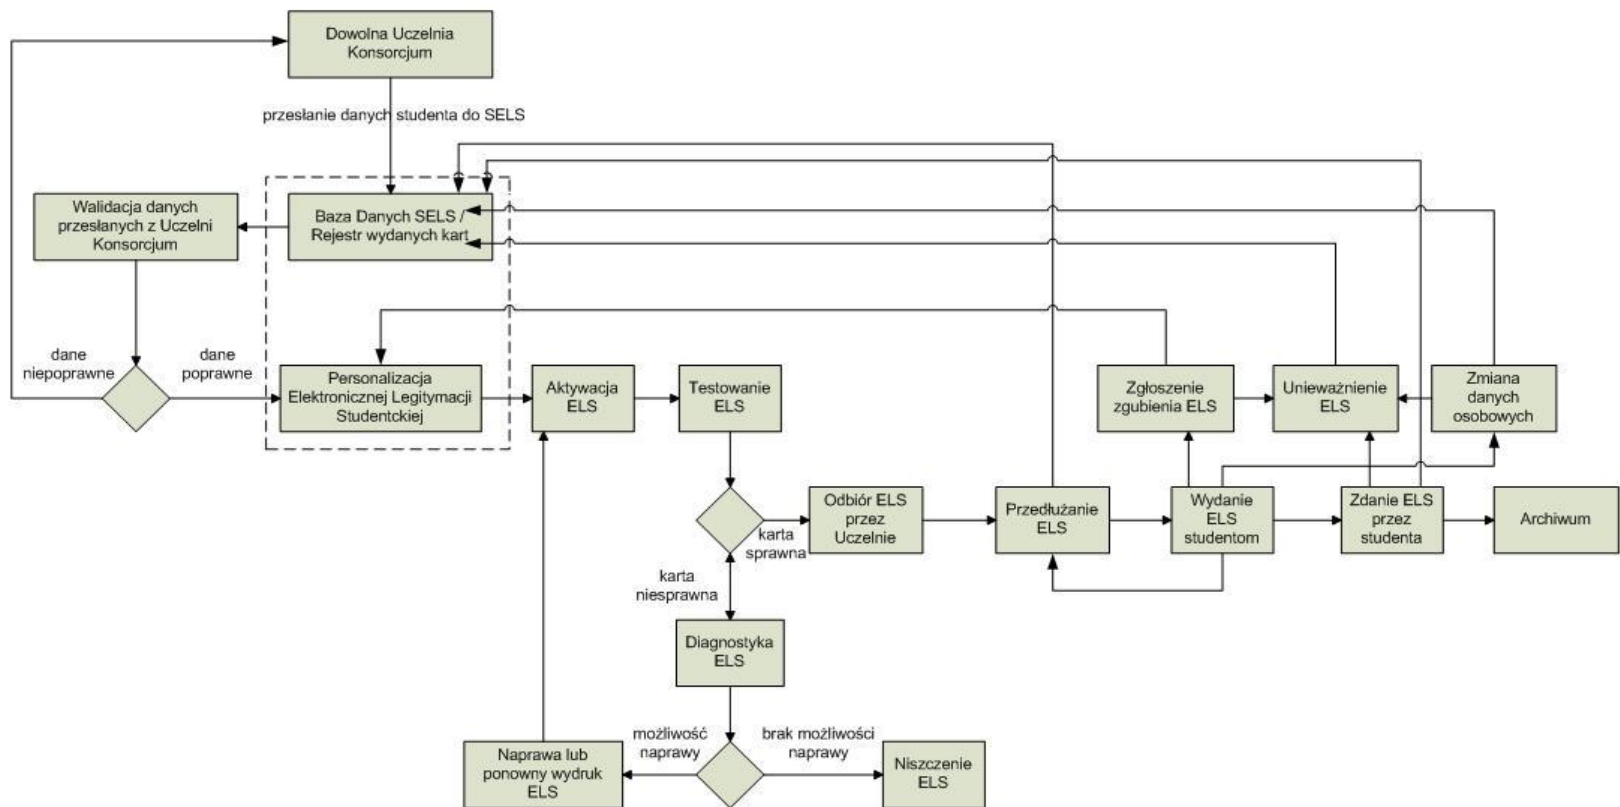 Dowolna Uczelnia
Konsorcjum
przesłanie danych studenta do SELS
Walidacja danych
przesłanych z Uczelni
Konsorcjum
Baza Danych SELS /
Rejestr wydanych kart
dane
niepoprawne
dane
poprawne
Personalizacja
Elektronicznej Legitymacji
Studentckiej
Aktywacja
ELS
Testowanie
ELS
Zgłoszenie
zgubienia ELS
Unieważnienie
ELS
Zmiana
danych
osobowych
karta
sprawna
Odbiór ELS
przez
Uczelnie
Przedłużanie
ELS
Wydanie
ELS
studentom
Zdanie ELS
przez
studenta
Archiwum
karta
niesprawna
Diagnostyka
ELS
możliwość
naprawy
brak możliwości
naprawy
Naprawa lub
ponowny wydruk
ELS
Niszczenie
ELS